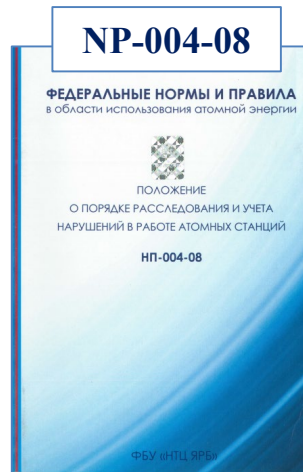 NP-004-08
ФЕДЕРАЛЬНЫЕ НОРМЫ И ПРАВИЛА
в области использования атомной энергии
ПОЛОЖЕНИЕ
О ПОРЯДКЕ РАССЛЕДОВАНИЯ И УЧЕТА
НАРУШЕНИЙ В РАБОТЕ АТОМНЫХ СТАНЦИЙ
НП-004-08
ФБУ «НТЦ ЯРБ»